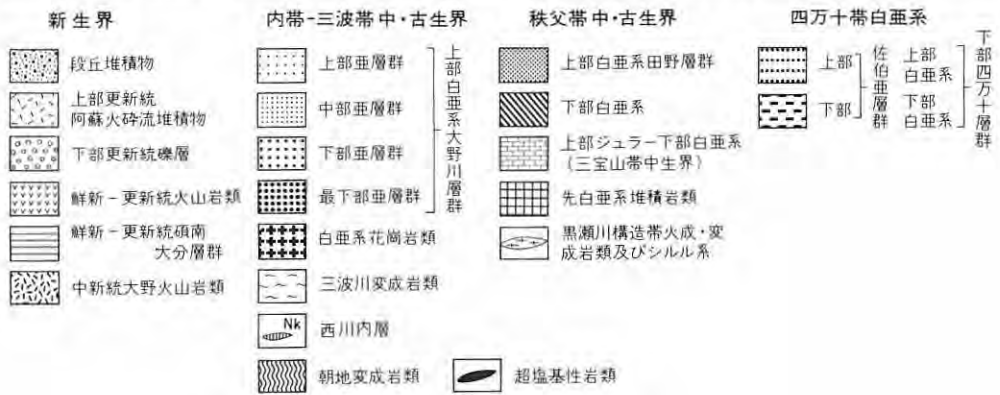 新生界
段丘堆積物
上部更新統
阿蘇火砕流堆積物
下部更新統礫層
鮮新－更新統火山岩類
鮮新－更新統碩南
大分層群
中新統大野火山岩類
内帯－三波帯中・古生界
上部亜層群
中部亜層群
下部亜層群
最下部亜層群
上部白亜系大野川層群
白亜系花崗岩類
三波川変成岩類
Nk
西川内層
朝地変成岩類
超塩基性岩類
秩父帯中・古生界
上部白亜系田野層群
下部白亜系
上部ジュラー下部白亜系
(三宝山帯中生界)
先白亜系堆積岩類
黒瀬川構造帯火成・変
成岩類及びシルル系
四万十帯白亜系
上部
下部
佐伯亜層群
上部
白亜系
下部
白亜系
下部四万十層群